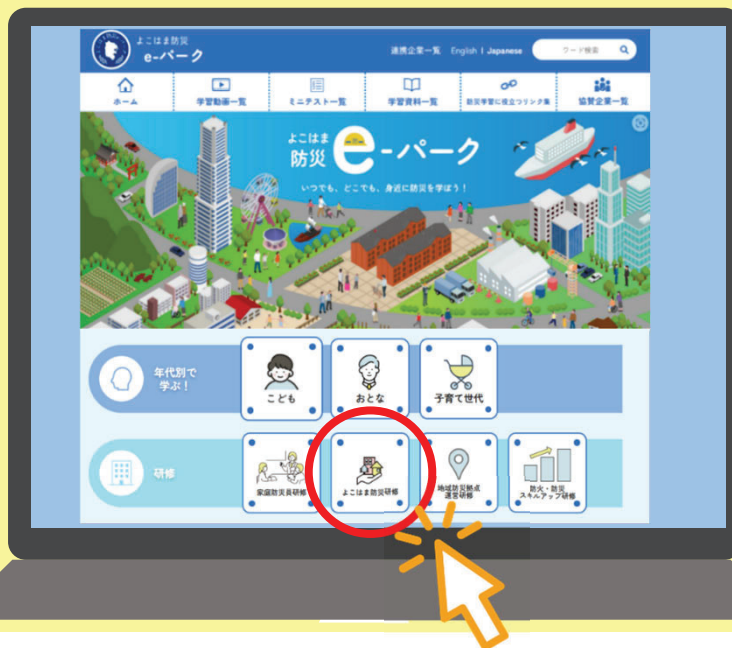 よこはま防災
e-パーク
連携企業一覧 English | Japanese ワード検索
ホーム 学習動画一覧 ミニテスト一覧 学習資料一覧 防災学習に役立つリンク集 協賛企業一覧
よこはま
防災 e-パーク
いつでも、どこでも、身近に防災を学ぼう！
年代別で
学ぶ！
こども おとな 子育て世代
研修
家庭防災員研修 よこはま防災研修 地域防災拠点
運営研修
防火・防災
スキルアップ研修